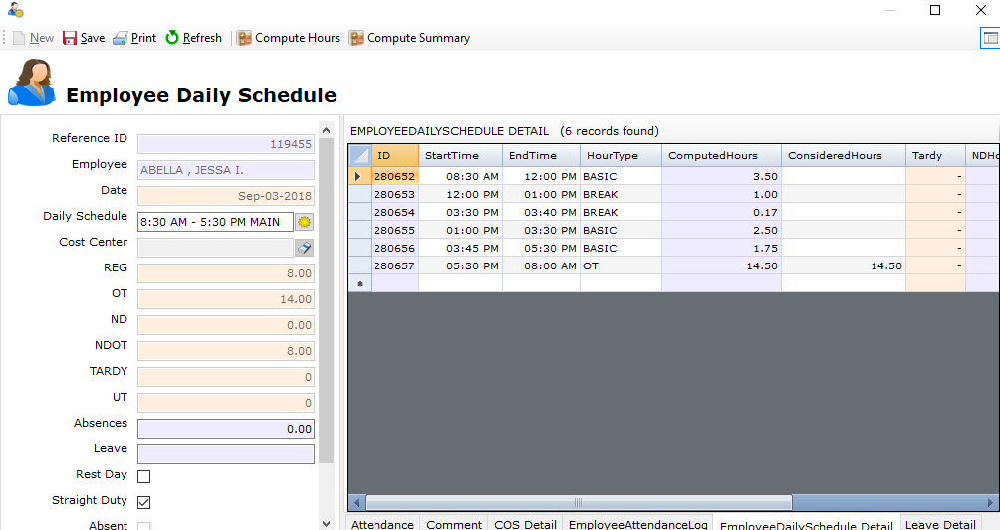 New Save Print Refresh Compute Hours Compute Summary
Employee Daily Schedule
Reference ID 119455
Employee ABELLA , JESSA I.
Date Sep-03-2018
Daily Schedule 8:30 AM - 5:30 PM MAIN
Cost Center
REG 8.00
OT 14.00
ND 0.00
NDOT 8.00
TARDY 0
UT 0
Absences 0.00
Leave
Rest Day
Straight Duty
Absent
EMPLOYEEDAILYSCHEDULE DETAIL (6 records found)
ID StartTime EndTime HourType ComputedHours ConsideredHours Tardy NDHo
280652 08:30 AM 12:00 PM BASIC 3.50 -
280653 12:00 PM 01:00 PM BREAK 1.00 -
280654 03:30 PM 03:40 PM BREAK 0.17 -
280655 01:00 PM 03:30 PM BASIC 2.50 -
280656 03:45 PM 05:30 PM BASIC 1.75 -
280657 05:30 PM 08:00 AM OT 14.50 14.50 -
Attendance Comment COS Detail EmployeeAttendanceLog EmployeeDailySchedule Detail Leave Detail